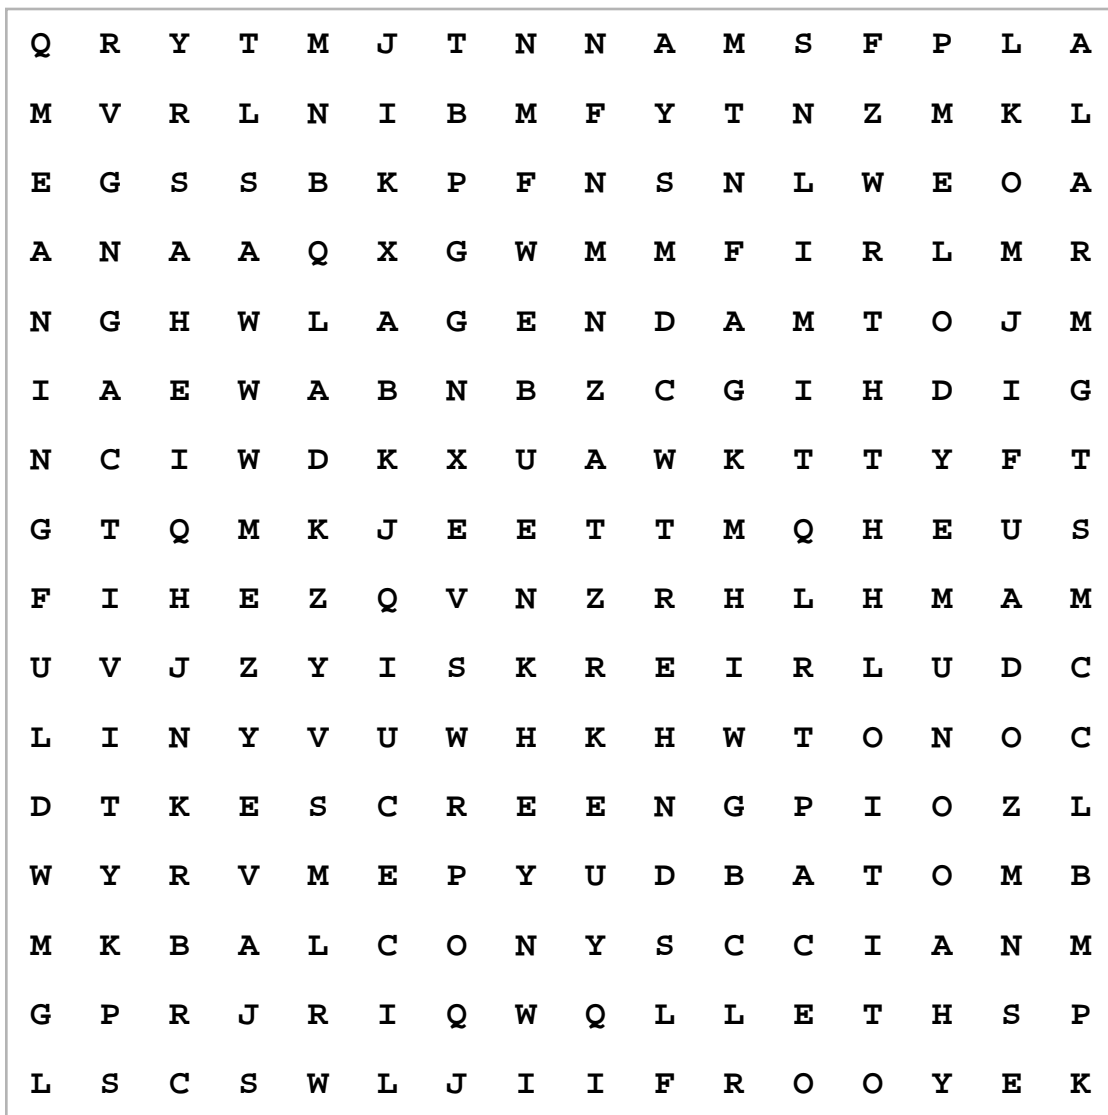 Q R Y T M J T N N A M S F P L A
M V R L N I B M F Y T N Z M K L
E G S S B K P F N S N L W E O A
A N A A Q X G W M M F I R L M R
N G H W L A G E N D A M T O J M
I A E W A B N B Z C G I H D I G
N C I W D K X U A W K T T Y F T
G T Q M K J E E T T M Q H E U S
F I H E Z Q V N Z R H L H M A M
U V J Z Y I S K R E I R L U D C
L I N Y V U W H K H W T O N O C
D T K E S C R E E N G P I O Z L
W Y R V M E P Y U D B A T O M B
M K B A L C O N Y S C C I A N M
G P R J R I Q W Q L L E T H S P
L S C S W L J I I F R O O Y E K